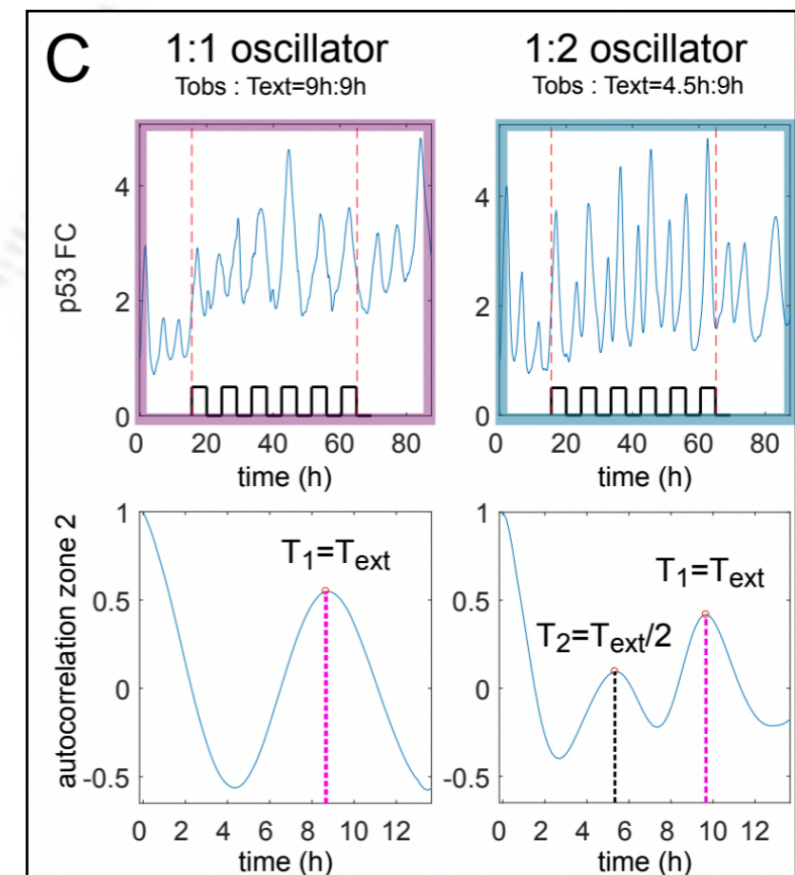 C
1:1 oscillator
Tobs : Text=9h:9h
1:2 oscillator
Tobs : Text=4.5h:9h
p53 FC
4
2
0
0 20 40 60 80
time (h)
4
2
0
0 20 40 60 80
time (h)
autocorrelation zone 2
1
0.5
0
-0.5
T1=Text
0 2 4 6 8 10 12
time (h)
1
0.5
0
-0.5
T1=Text
T2=Text/2
0 2 4 6 8 10 12
time (h)